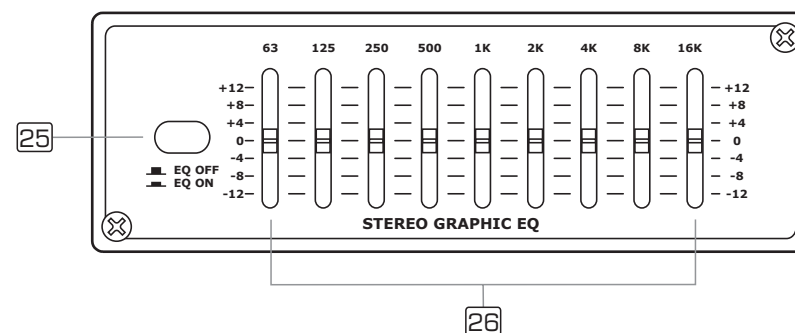 63 125 250 500 1K 2K 4K 8K 16K
+12 +12
+8 +8
+4 +4
25
0 0
-4 -4
EQ OFF
-8 -8
EQ ON
-12 -12
STEREO GRAPHIC EQ
26